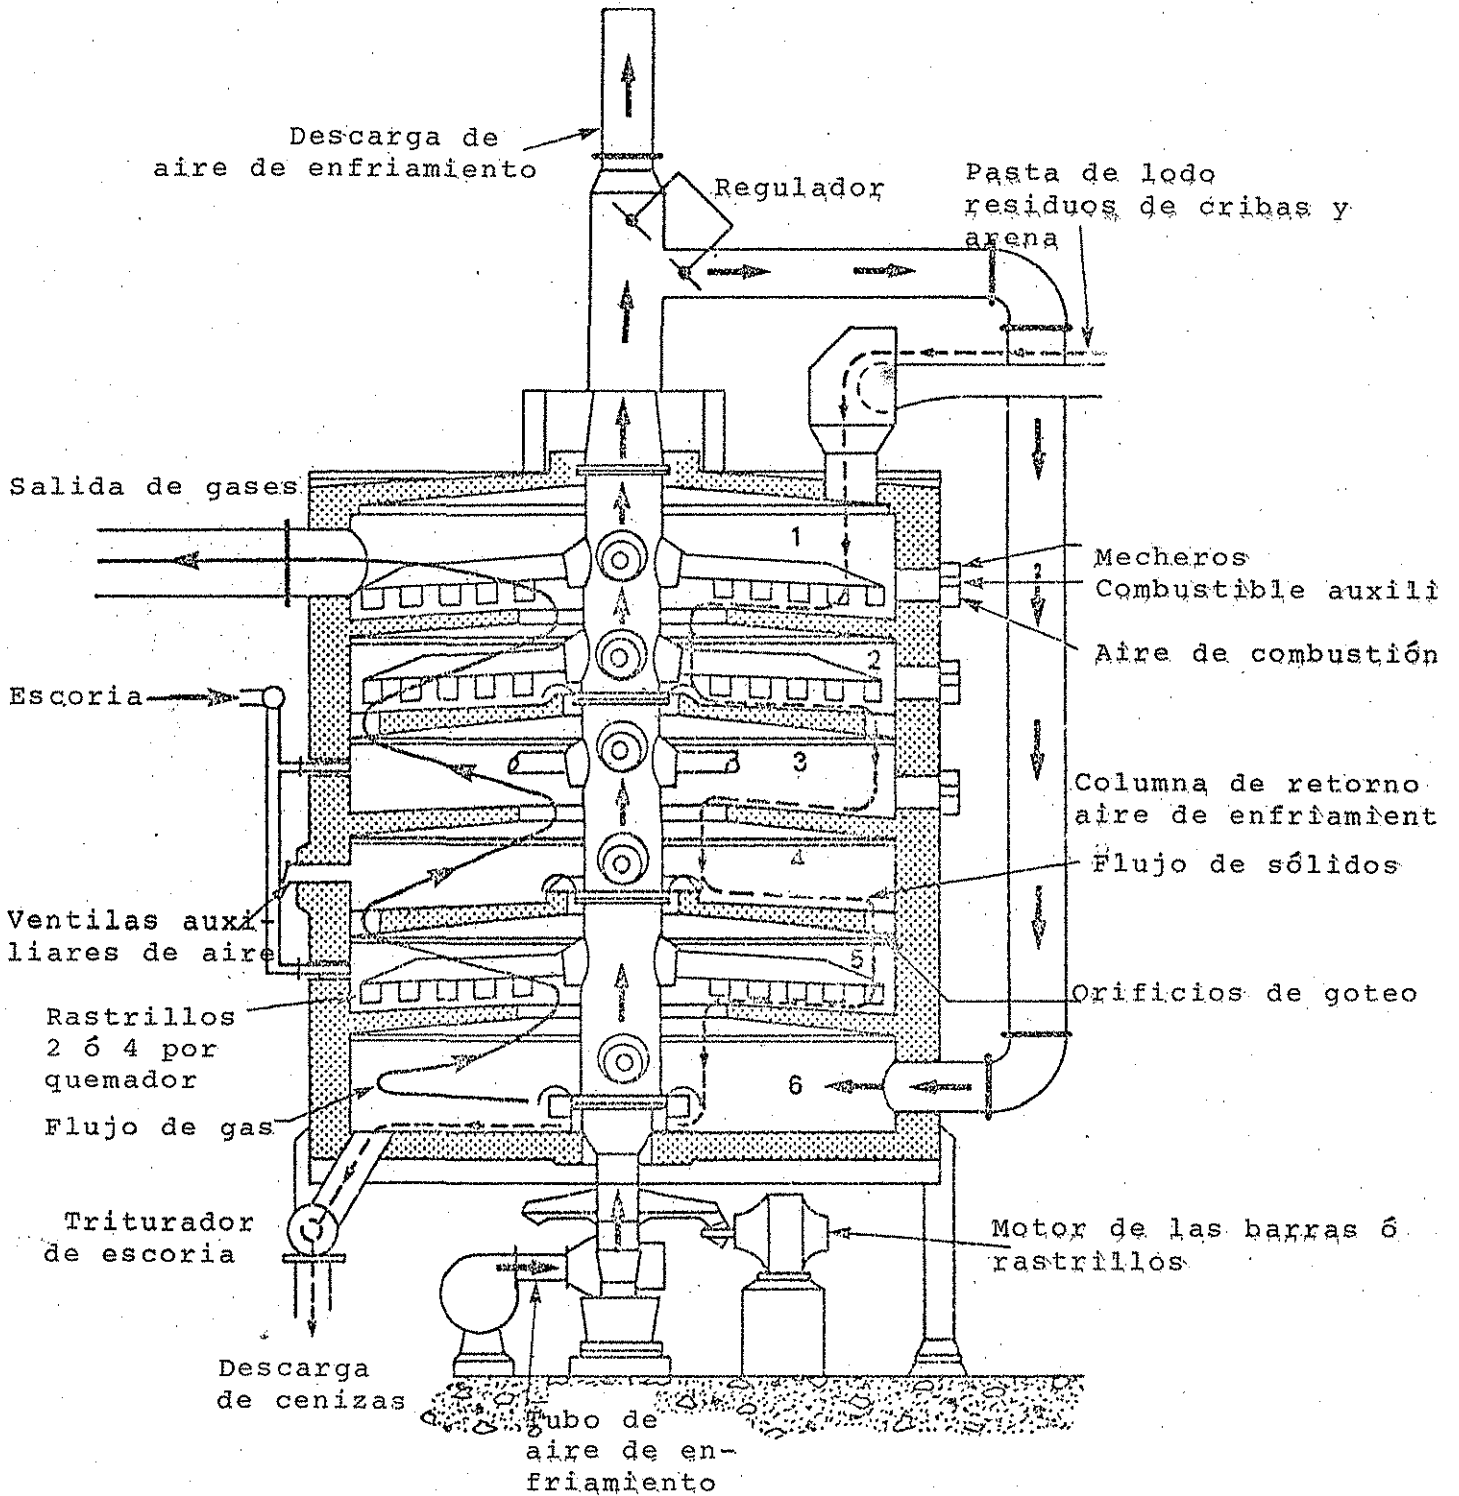 Descarga de
aire de enfriamiento
Regulador
Pasta de lodo
residuos de cribas y
arena
Salida de gases
1
Mecheros
Combustible auxili
Aire de combustión
2
Escoria
3
Columna de retorno
aire de enfriamient
4
Flujo de sólidos
Ventilas auxi-
liares de aire
5
Orificios de goteo
Rastrillos
2 ó 4 por
quemador
6
Flujo de gas
Triturador
de escoria
Motor de las barras ó
rastrillos
Descarga
de cenizas
Tubo de
aire de en-
friamiento